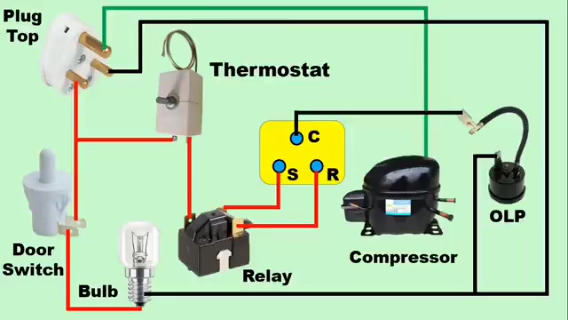 Plug
Top
Thermostat
C
S
R
OLP
Door
Switch
Compressor
Relay
Bulb